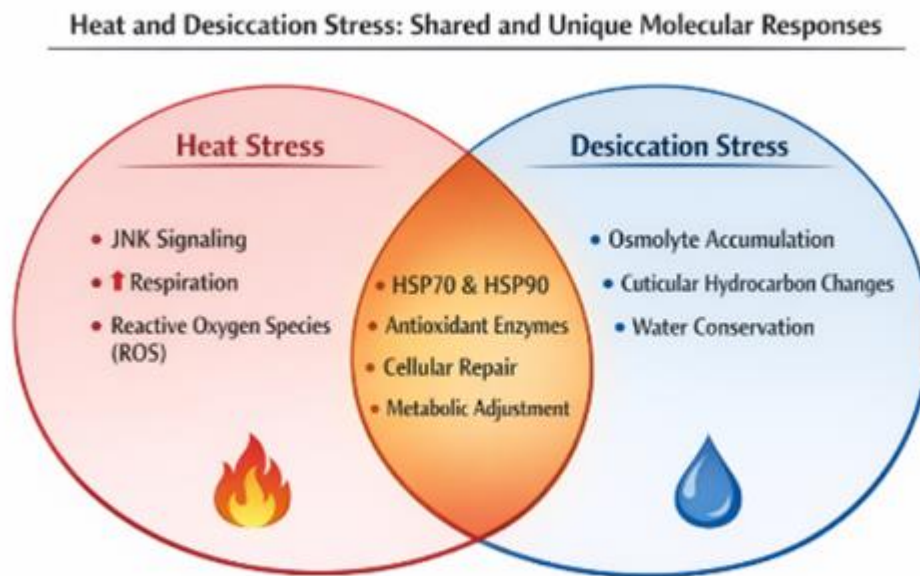 Heat and Desiccation Stress: Shared and Unique Molecular Responses
Heat Stress
• JNK Signaling
• ⬆ Respiration
• Reactive Oxygen Species
(ROS)
• HSP70 & HSP90
• Antioxidant Enzymes
• Cellular Repair
• Metabolic Adjustment
Desiccation Stress
• Osmolyte Accumulation
• Cuticular Hydrocarbon Changes
• Water Conservation